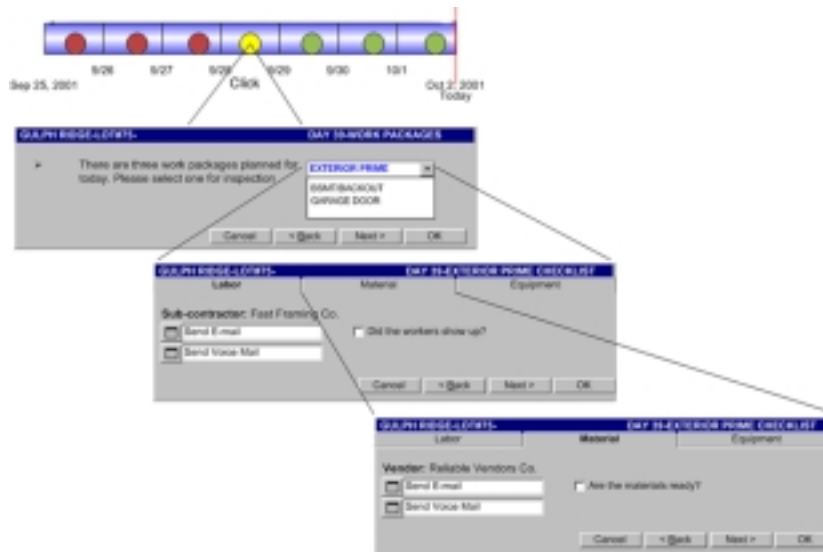 9/26 9/27 9/28 9/29 9/30 10/1
Sep 25, 2001 Click Oct 2, 2001
Today
GULPH RIDGE-LOT#75- DAY 39-WORK PACKAGES
There are three work packages planned for
today. Please select one for inspection.
EXTERIOR PRIME
BSMT/BACKOUT
GARAGE DOOR
Cancel < Back Next > OK
GULPH RIDGE-LOT#75- DAY 39-EXTERIOR PRIME CHECKLIST
Labor Material Equipment
Sub-contractor: Fast Framing Co.
Send E-mail Did the workers show up?
Send Voice Mail
Cancel < Back Next > OK
GULPH RIDGE-LOT#75- DAY 39-EXTERIOR PRIME CHECKLIST
Labor Material Equipment
Vendor: Reliable Vendors Co.
Send E-mail Are the materials ready?
Send Voice Mail
Cancel < Back Next > OK